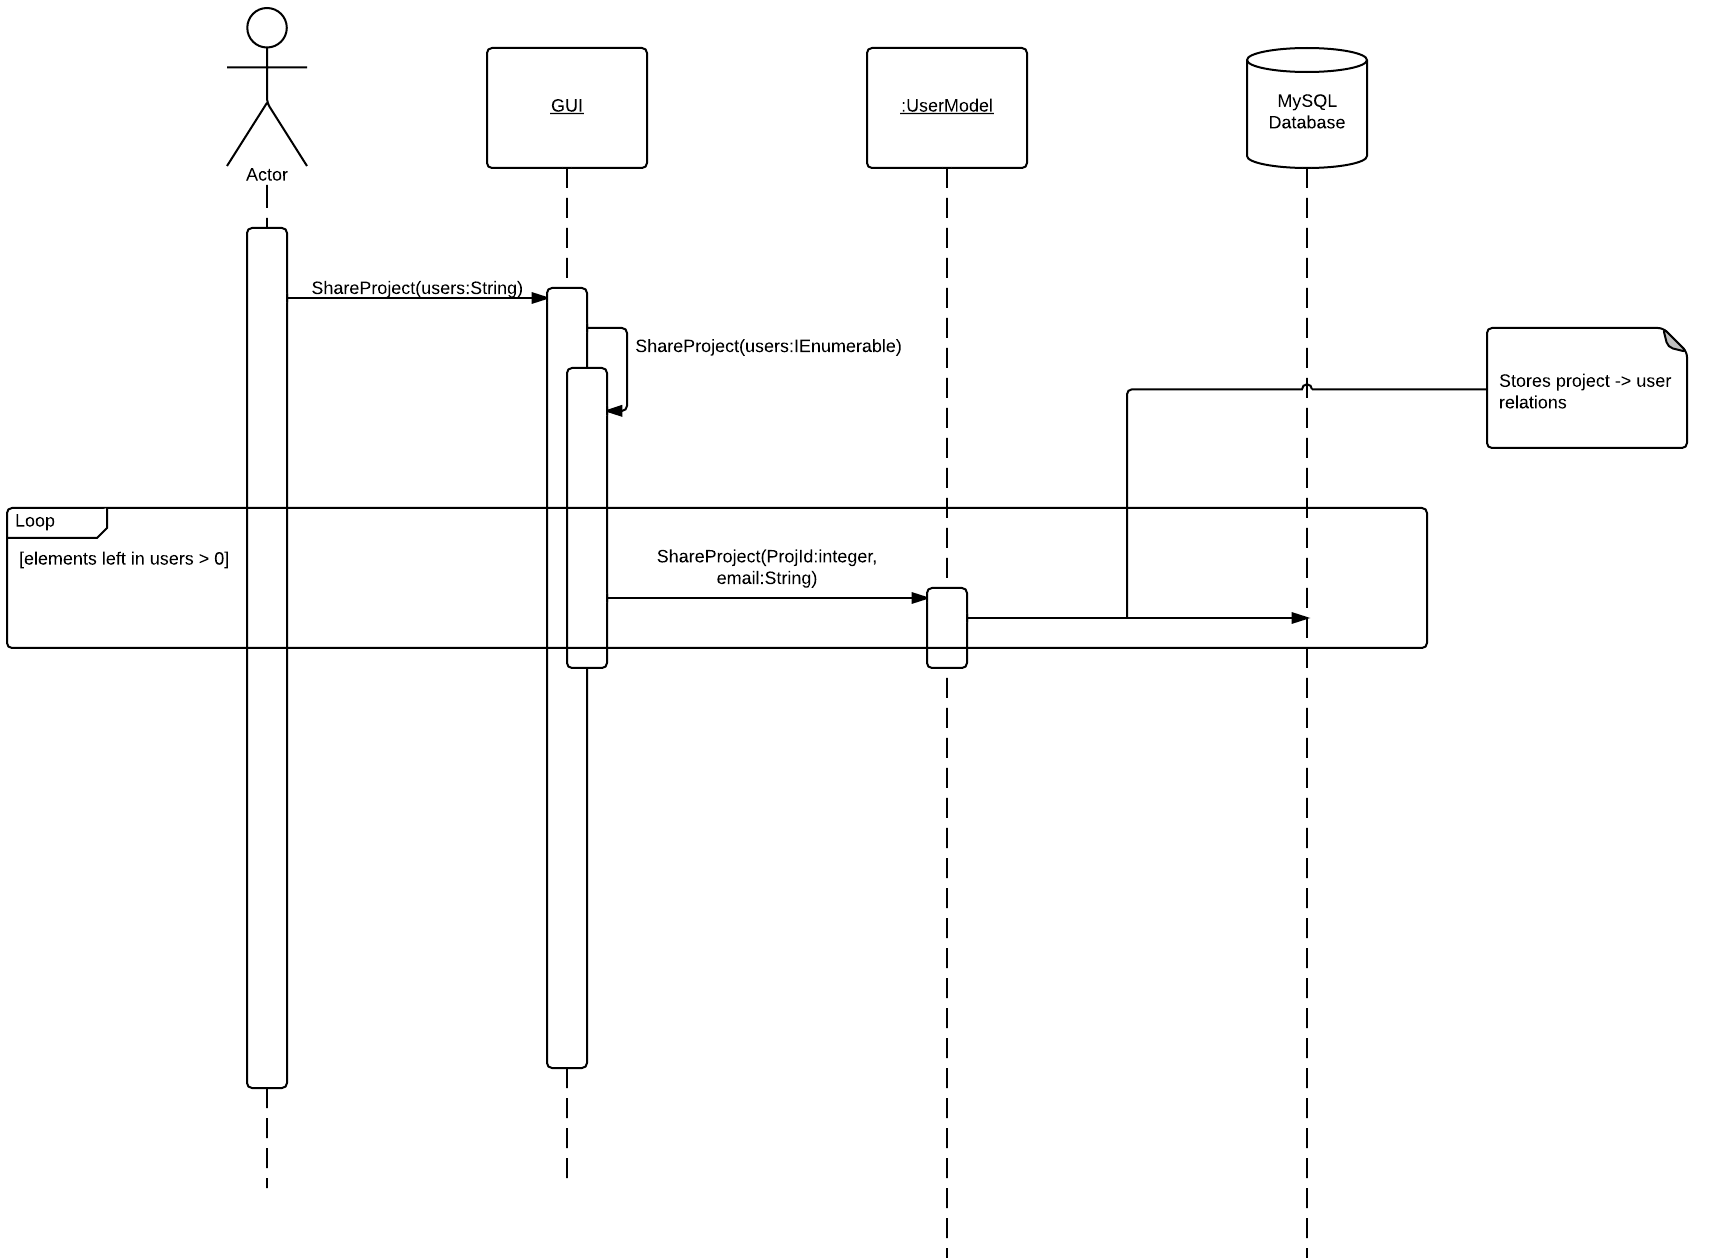 Actor
GUI
:UserModel
MySQL
Database
ShareProject(users:String)
ShareProject(users:IEnumerable)
Stores project -> user
relations
Loop
[elements left in users > 0]
ShareProject(ProjId:integer,
email:String)